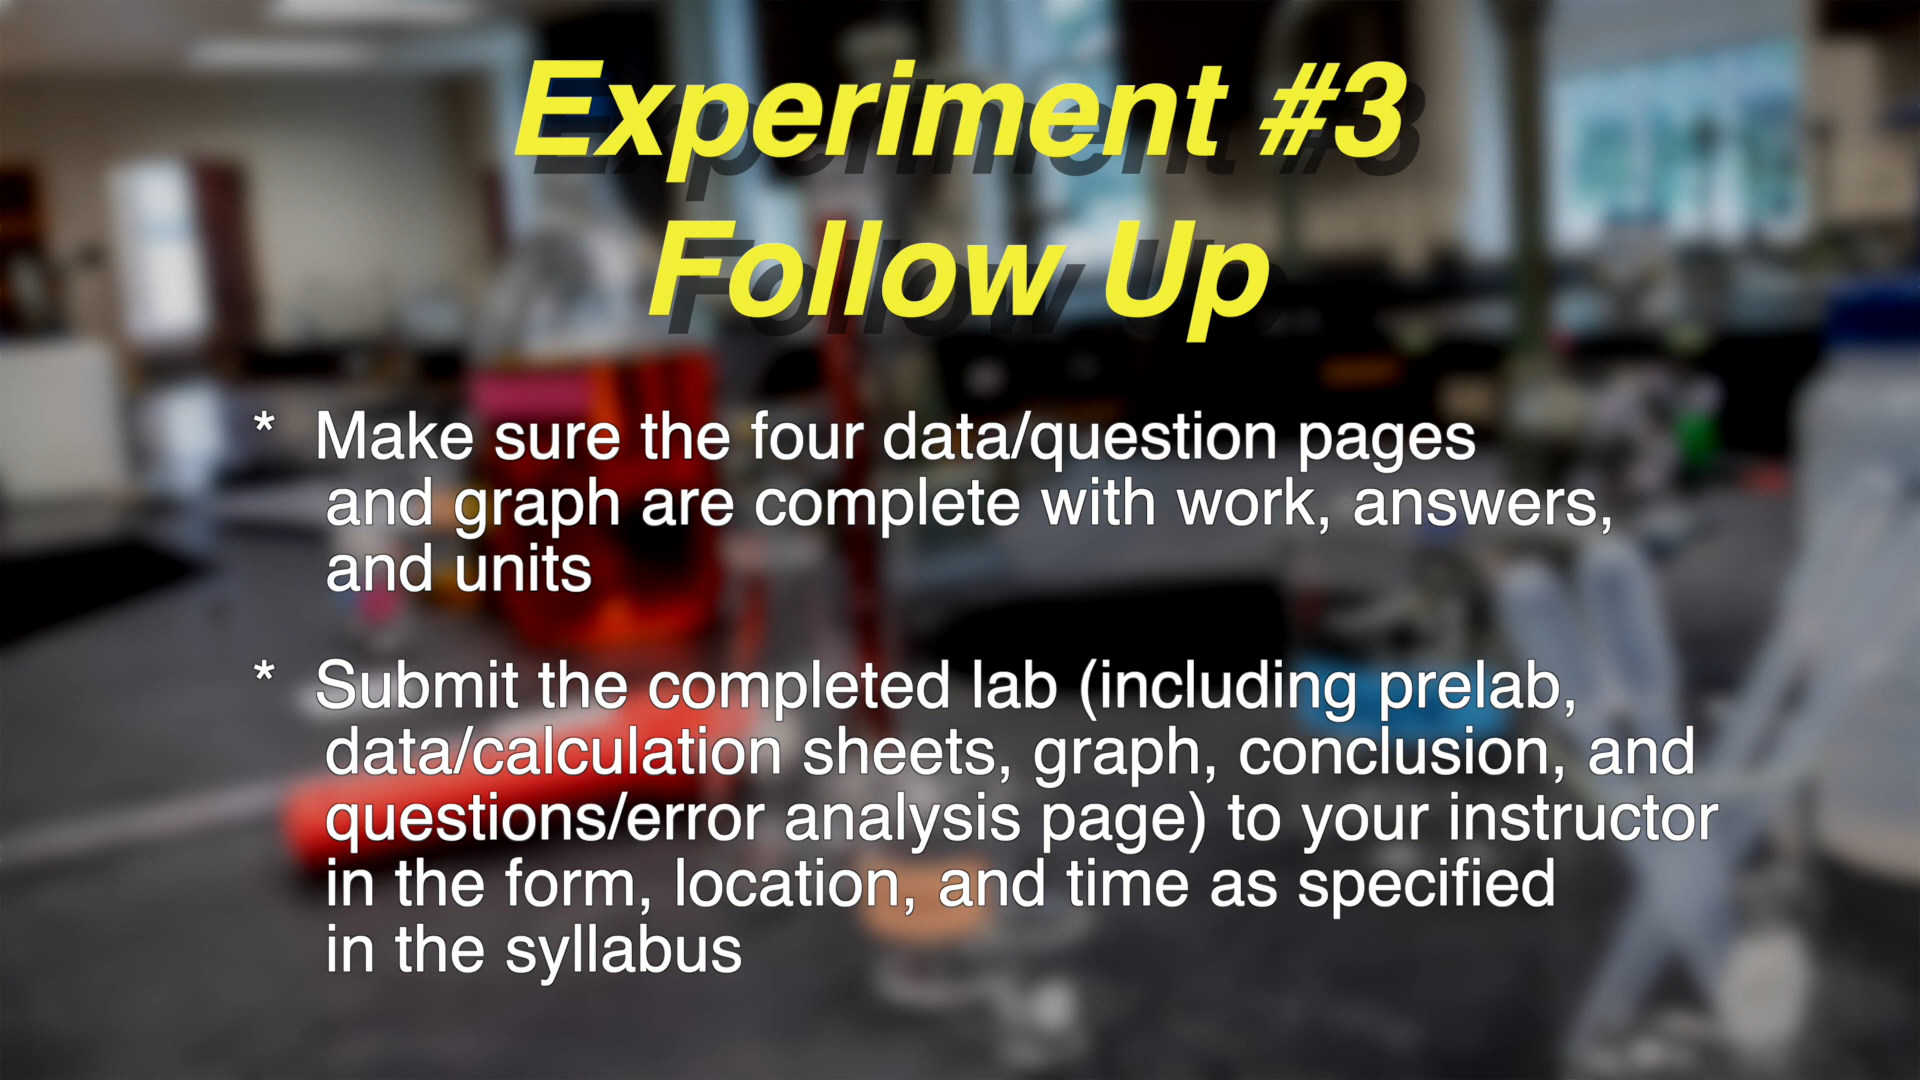 Experiment #3
Follow Up
* Make sure the four data/question pages
and graph are complete with work, answers,
and units
* Submit the completed lab (including prelab,
data/calculation sheets, graph, conclusion, and
questions/error analysis page) to your instructor
in the form, location, and time as specified
in the syllabus